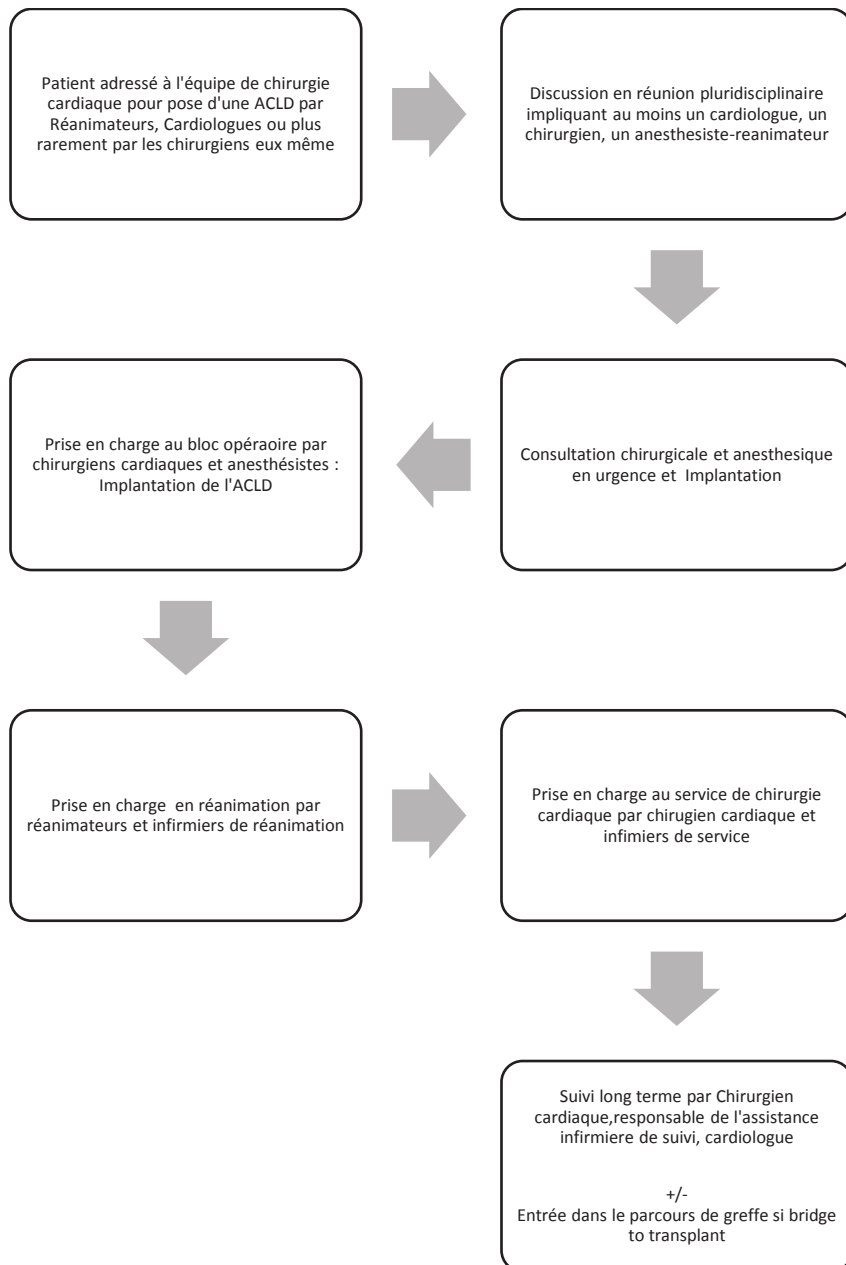 Patient adressé à l'équipe de chirurgie
cardiaque pour pose d'une ACLD par
Réanimateurs, Cardiologues ou plus
rarement par les chirurgiens eux même
Discussion en réunion pluridisciplinaire
impliquant au moins un cardiologue, un
chirurgien, un anesthesiste-reanimateur
Consultation chirurgicale et anesthesique
en urgence et Implantation
Prise en charge au bloc opéraoire par
chirurgiens cardiaques et anesthésistes :
Implantation de l'ACLD
Prise en charge en réanimation par
réanimateurs et infirmiers de réanimation
Prise en charge au service de chirurgie
cardiaque par chirugien cardiaque et
infimiers de service
Suivi long terme par Chirurgien
cardiaque,responsable de l'assistance
infirmiere de suivi, cardiologue
+/-
Entrée dans le parcours de greffe si bridge
to transplant